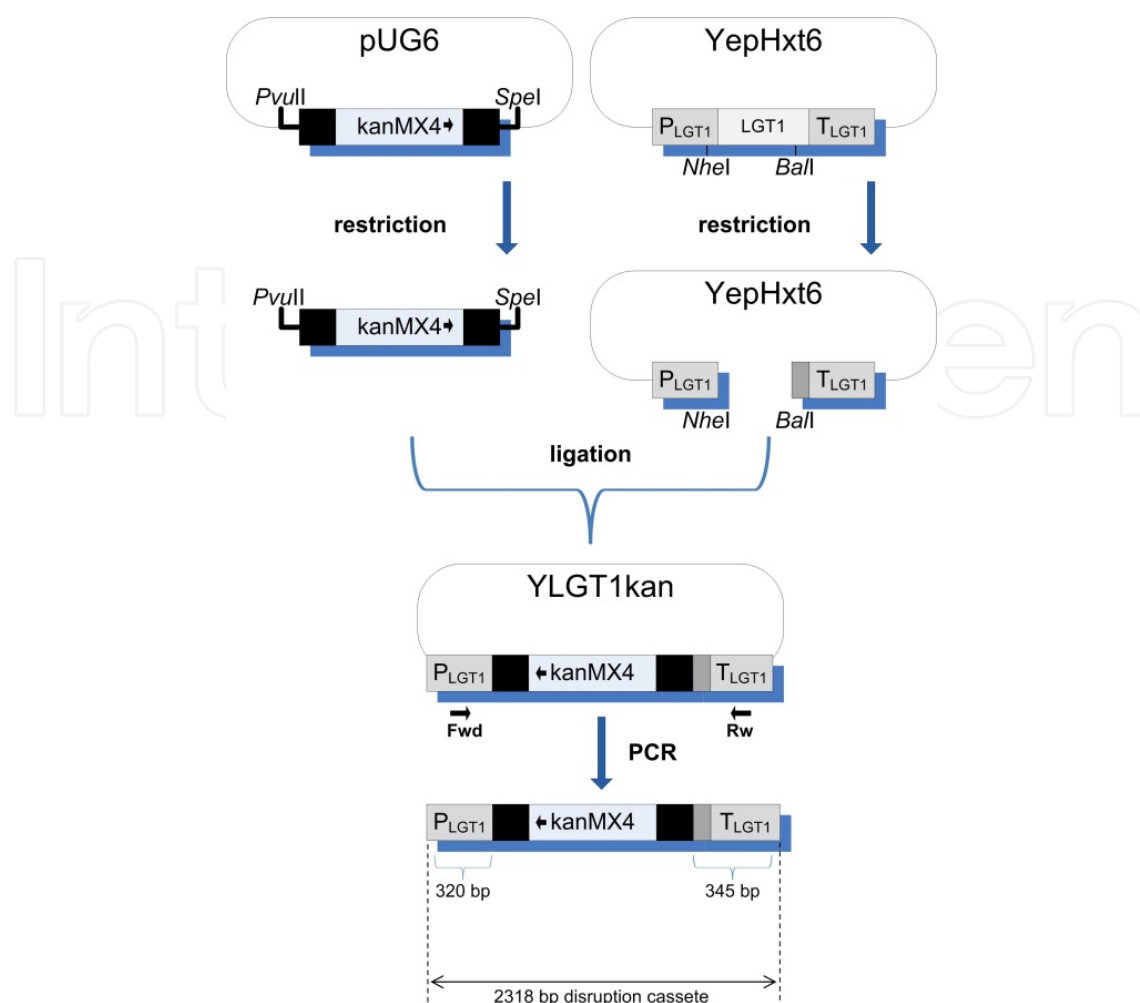 pUG6
YepHxt6
PvuII
SpeI
kanMX4
PLGT1
LGT1
TLGT1
NheI
BalI
restriction
restriction
PvuII
SpeI
kanMX4
YepHxt6
PLGT1
TLGT1
NheI
BalI
ligation
YLGT1kan
PLGT1
kanMX4
TLGT1
Fwd
Rw
PCR
PLGT1
kanMX4
TLGT1
320 bp
345 bp
2318 bp disruption cassete